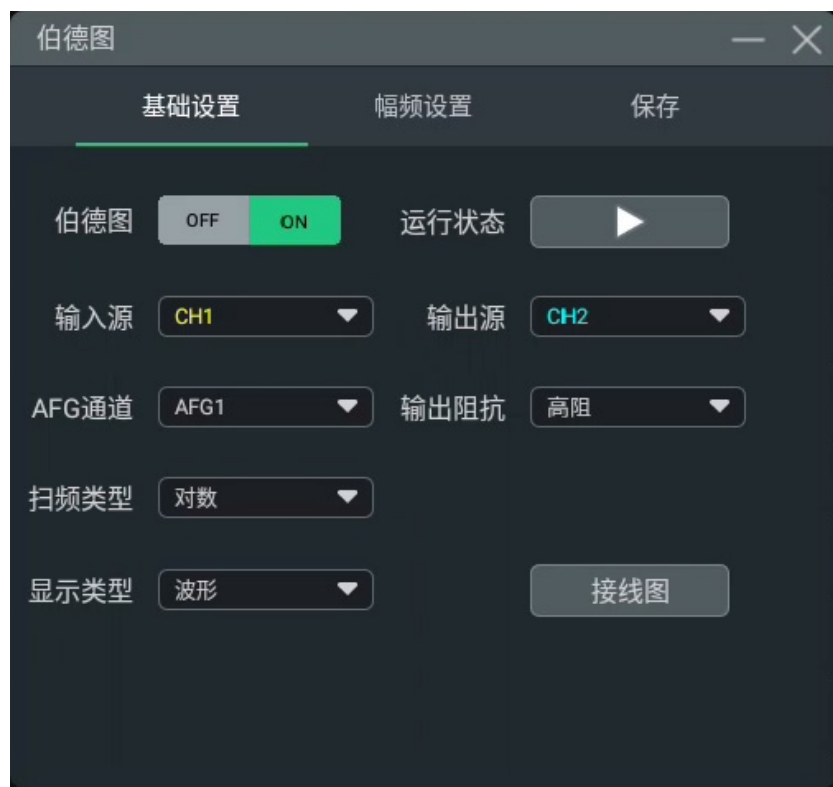 伯德图
基础设置 幅频设置 保存
伯德图 OFF ON 运行状态
输入源 CH1 输出源 CH2
AFG通道 AFG1 输出阻抗 高阻
扫频类型 对数
显示类型 波形 接线图